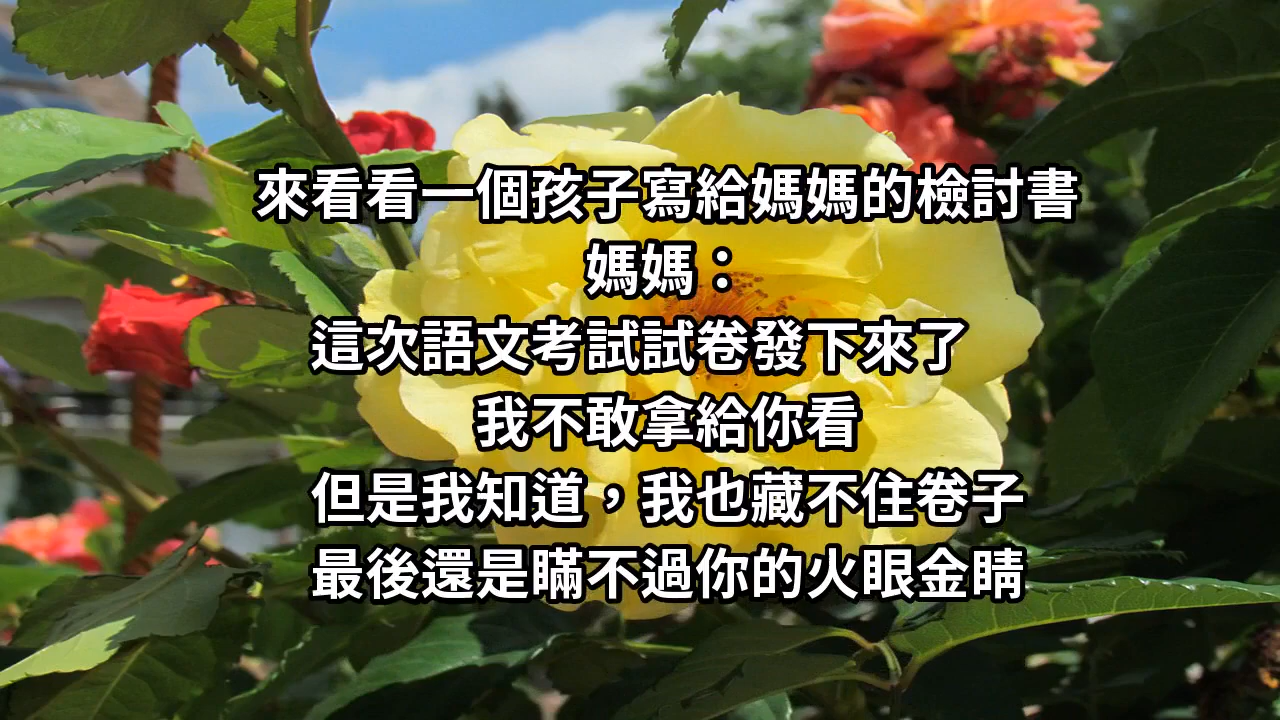 來看看一個孩子寫給媽媽的檢討書
媽媽：
這次語文考試試卷發下來了
我不敢拿給你看
但是我知道，我也藏不住卷子
最後還是瞞不過你的火眼金睛